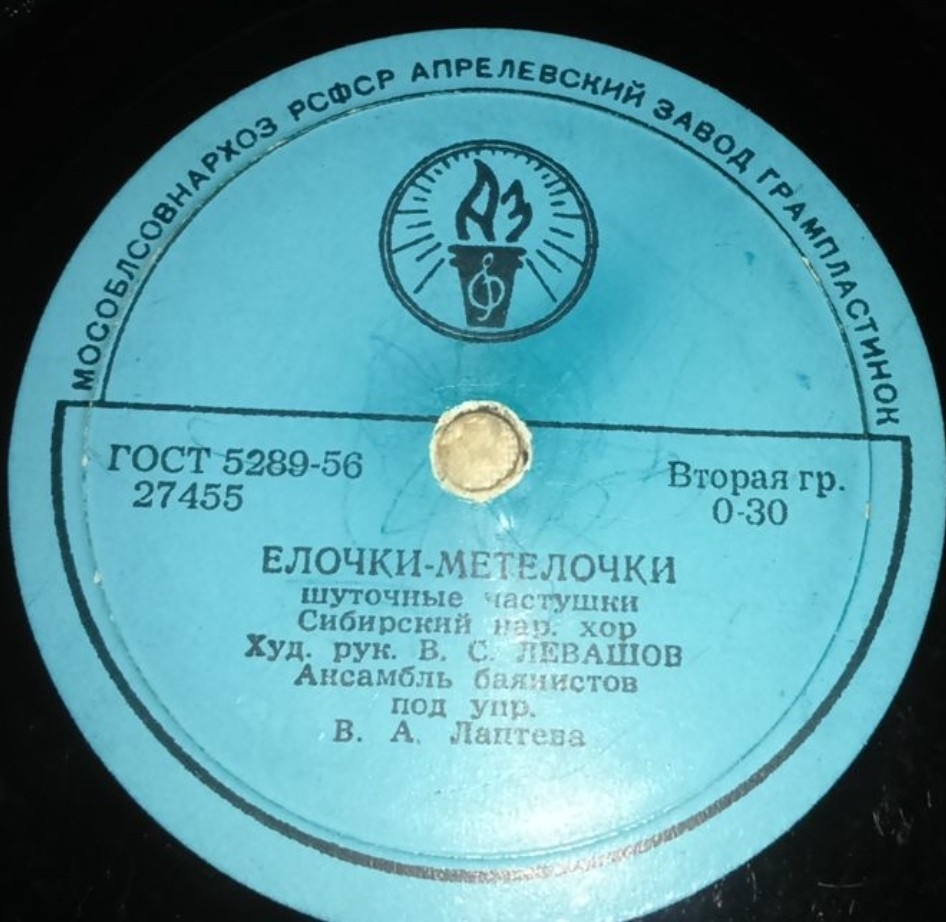 МОСОБЛСОВНАРХОЗ РСФСР АПРЕЛЕВСКИЙ ЗАВОД ГРАМПЛАСТИНОК
АЗ
ГОСТ 5289-56
27455
Вторая гр.
0-30
ЕЛОЧКИ-МЕТЕЛОЧКИ
шуточные частушки
Сибирский нар. хор
Худ. рук. В. С. ЛЕВАШОВ
Ансамбль баянистов
под упр.
В. А. Лаптева